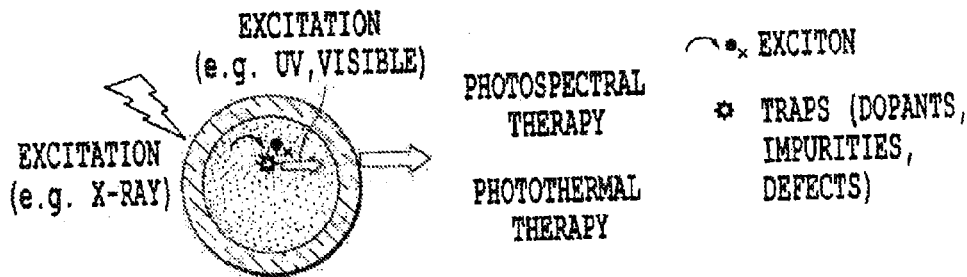 EXCITATION
(e.g. UV,VISIBLE)
EXCITATION
(e.g. X-RAY)
PHOTOSPECTRAL
THERAPY
PHOTOTHERMAL
THERAPY
EXCITON
TRAPS (DOPANTS,
IMPURITIES,
DEFECTS)